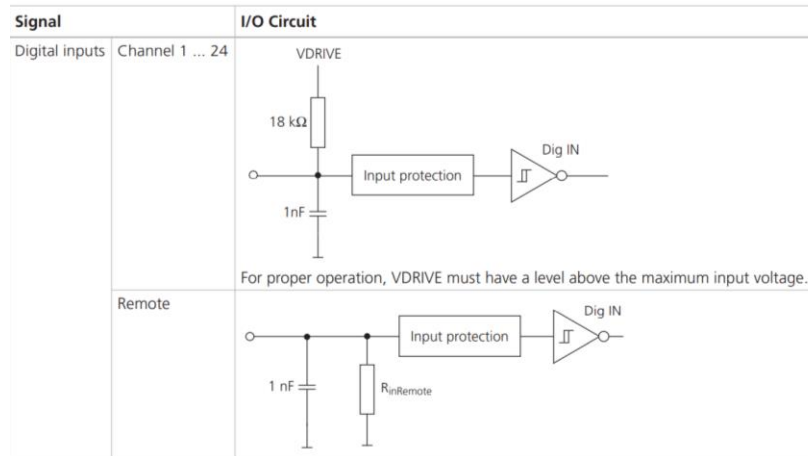 Signal I/O Circuit
Digital inputs Channel 1 ... 24 VDRIVE
18 kΩ
Dig IN
Input protection
1nF
For proper operation, VDRIVE must have a level above the maximum input voltage.
Remote Dig IN
Input protection
1 nF RinRemote